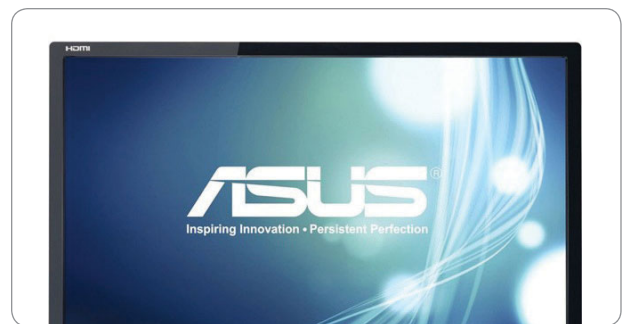 HDMI
ASUS®
Inspiring Innovation • Persistent Perfection